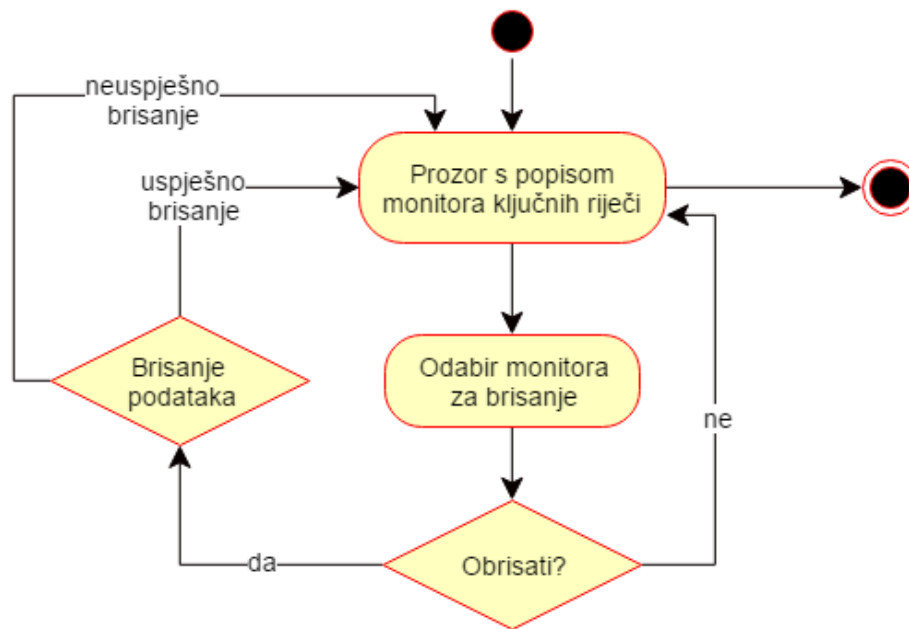 neuspješno
brisanje
Prozor s popisom
monitora ključnih riječi
uspješno
brisanje
Brisanje
podataka
Odabir monitora
za brisanje
ne
da
Obrisati?